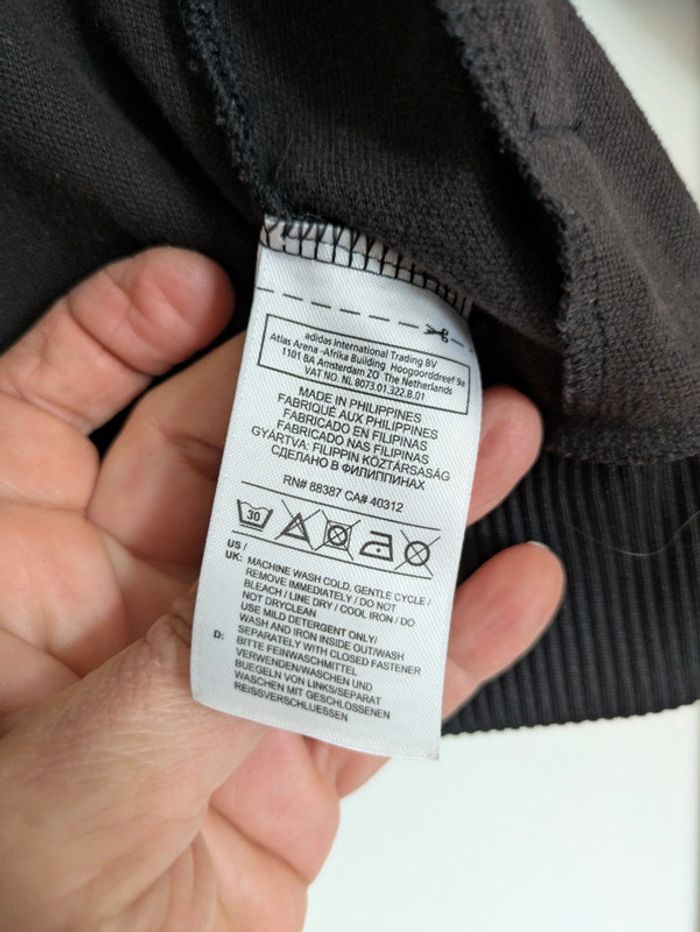 adidas International Trading BV
Atlas Arena -Afrika Building Hoogoorddreef 9a
1101 BA Amsterdam ZO The Netherlands
VAT NO. NL 8073.01.322.B.01
MADE IN PHILIPPINES
FABRIQUÉ AUX PHILIPPINES
FABRICADO EN FILIPINAS
FABRICADO NAS FILIPINAS
GYÁRTVA: FILIPPIN KÖZTÁRSASÁG
СДЕЛАНО В ФИЛИППИНАХ
RN# 88387 CA# 40312
30
US /
UK: MACHINE WASH COLD, GENTLE CYCLE /
REMOVE IMMEDIATELY / DO NOT
BLEACH / LINE DRY / COOL IRON / DO
NOT DRYCLEAN
USE MILD DETERGENT ONLY/
WASH AND IRON INSIDE OUT/WASH
SEPARATELY WITH CLOSED FASTENER
D: BITTE FEINWASCHMITTEL
VERWENDEN/WASCHEN UND
BUEGELN VON LINKS/SEPARAT
WASCHEN MIT GESCHLOSSENEN
REISSVERSCHLUESSEN